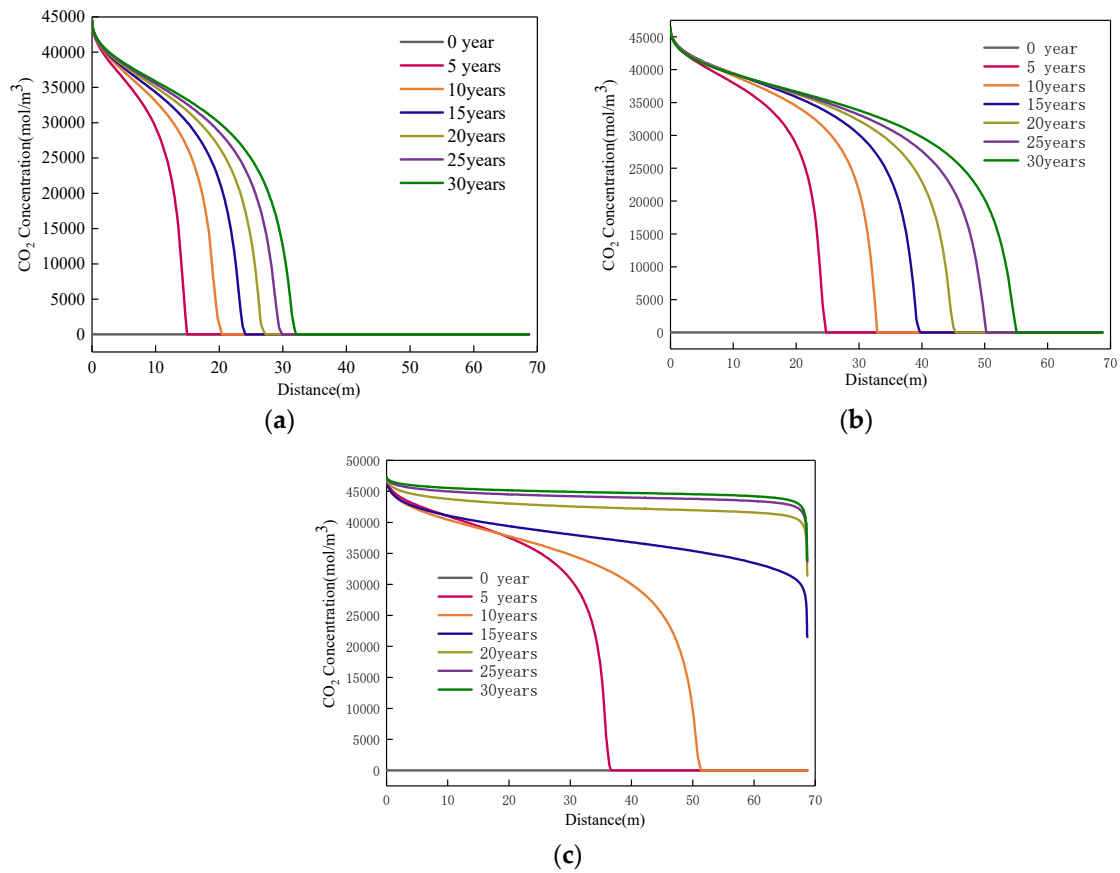 45000
40000
35000
30000
25000
20000
15000
10000
5000
0
CO2 Concentration(mol/m3)
0 year
5 years
10years
15years
20years
25years
30years
0 10 20 30 40 50 60 70
Distance(m)
(a)
45000
40000
35000
30000
25000
20000
15000
10000
5000
0
CO2 Concentration(mol/m3)
0 year
5 years
10years
15years
20years
25years
30years
0 10 20 30 40 50 60 70
Distance(m)
(b)
50000
45000
40000
35000
30000
25000
20000
15000
10000
5000
0
CO2 Concentration(mol/m3)
0 year
5 years
10years
15years
20years
25years
30years
0 10 20 30 40 50 60 70
Distance(m)
(c)